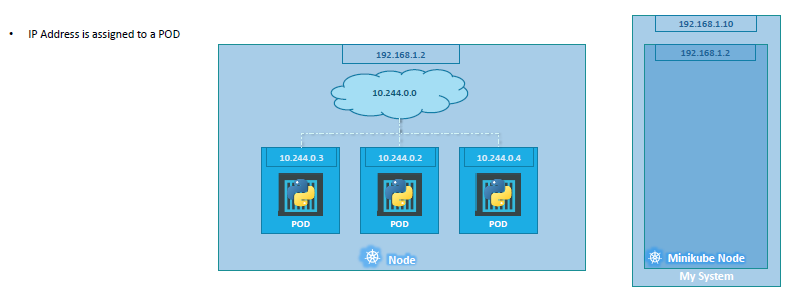 • IP Address is assigned to a POD
192.168.1.2
10.244.0.0
10.244.0.3
10.244.0.2
10.244.0.4
POD
POD
POD
Node
192.168.1.10
192.168.1.2
Minikube Node
My System